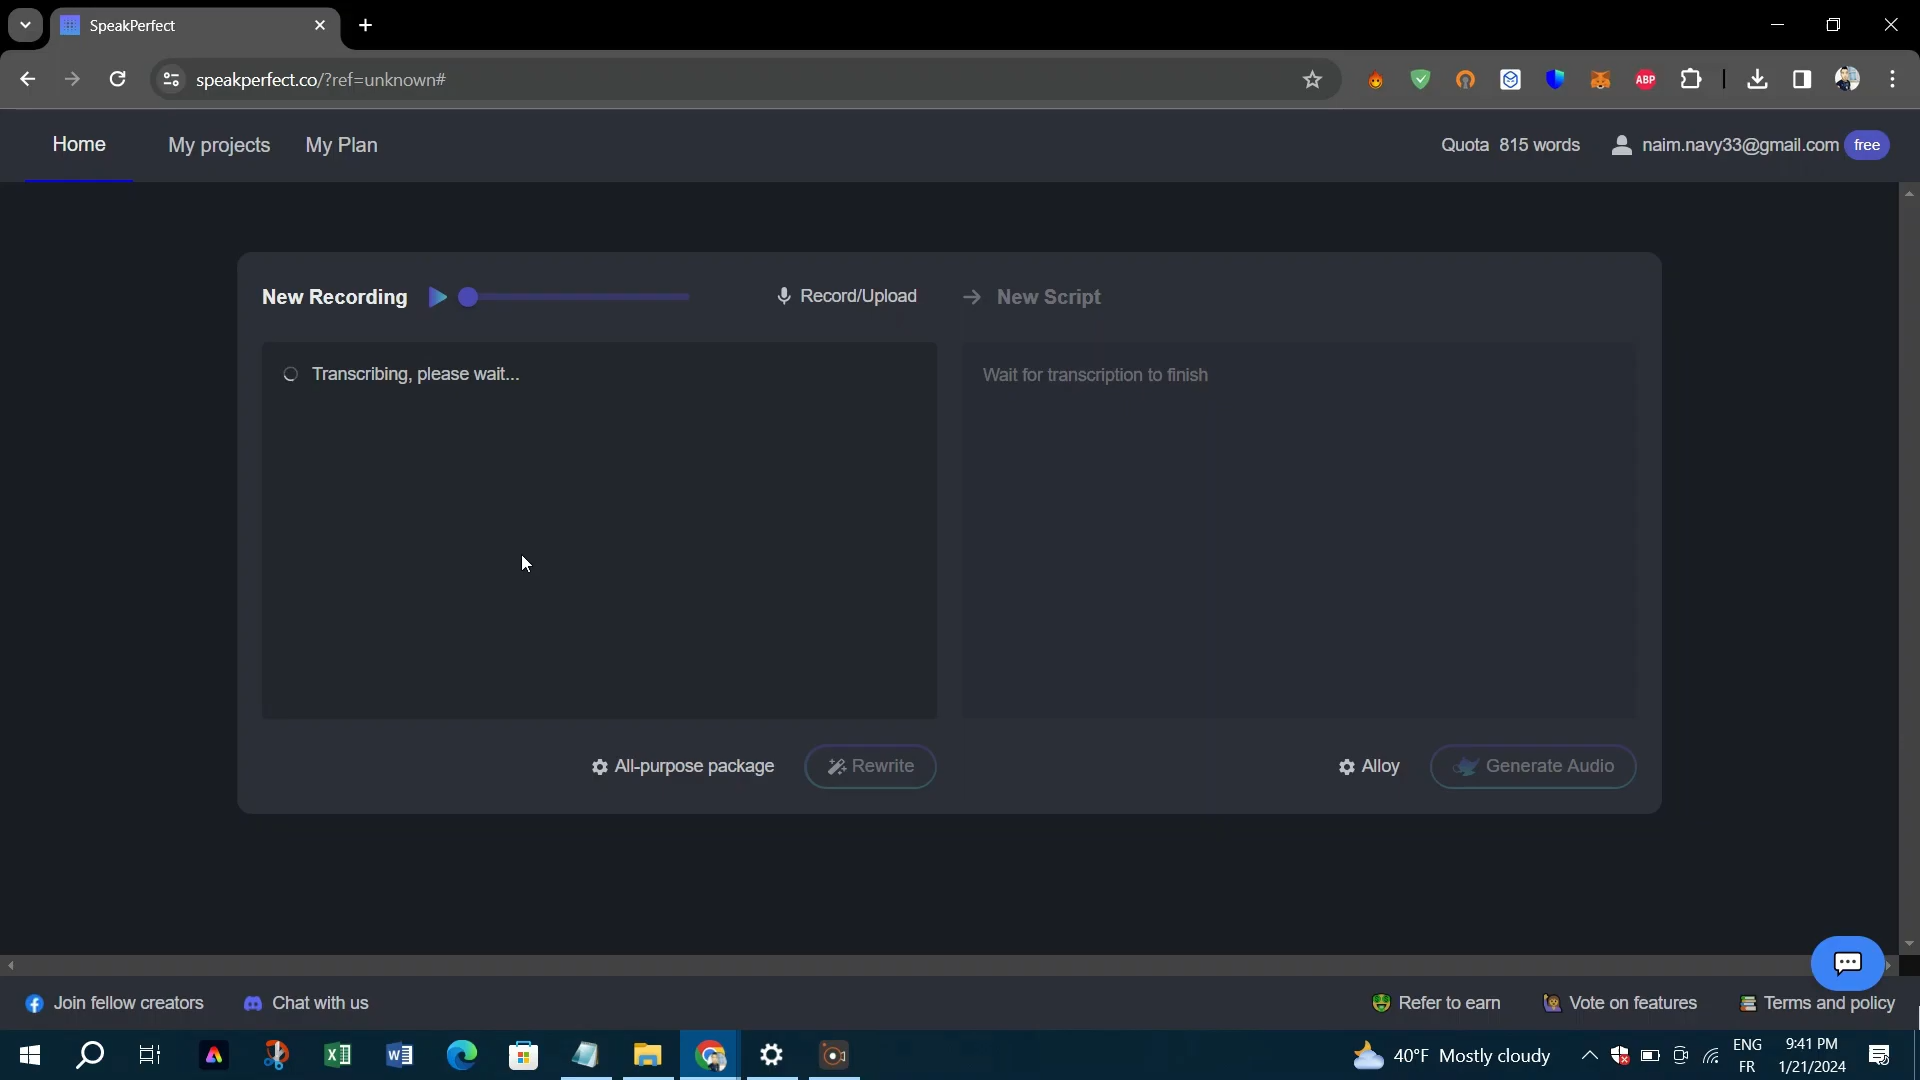 SpeakPerfect
speakperfect.co/?ref=unknown#
ABP
Home My projects My Plan Quota 815 words naim.navy33@gmail.com free
New Recording Record/Upload New Script
Transcribing, please wait... Wait for transcription to finish
All-purpose package Rewrite Alloy Generate Audio
Join fellow creators Chat with us Refer to earn Vote on features Terms and policy
40°F Mostly cloudy ENG 9:41 PM
FR 1/21/2024